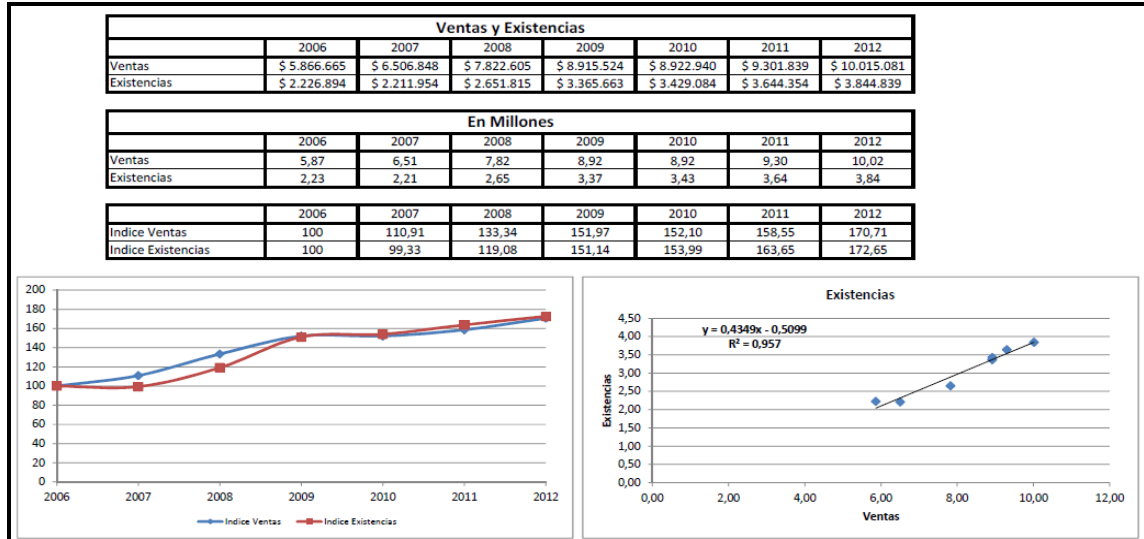 Ventas y Existencias
2006 2007 2008 2009 2010 2011 2012
Ventas $ 5.866.665 $ 6.506.848 $ 7.822.605 $ 8.915.524 $ 8.922.940 $ 9.301.839 $ 10.015.081
Existencias $ 2.226.894 $ 2.211.954 $ 2.651.815 $ 3.365.663 $ 3.429.084 $ 3.644.354 $ 3.844.839
En Millones
2006 2007 2008 2009 2010 2011 2012
Ventas 5,87 6,51 7,82 8,92 8,92 9,30 10,02
Existencias 2,23 2,21 2,65 3,37 3,43 3,64 3,84
2006 2007 2008 2009 2010 2011 2012
Indice Ventas 100 110,91 133,34 151,97 152,10 158,55 170,71
Indice Existencias 100 99,33 119,08 151,14 153,99 163,65 172,65
200
180
160
140
120
100
80
60
40
20
0
2006 2007 2008 2009 2010 2011 2012
Indice Ventas Indice Existencias
Existencias
y = 0,4349x - 0,5099
R² = 0,957
4,50
4,00
3,50
3,00
2,50
2,00
1,50
1,00
0,50
0,00
Existencias
0,00 2,00 4,00 6,00 8,00 10,00 12,00
Ventas